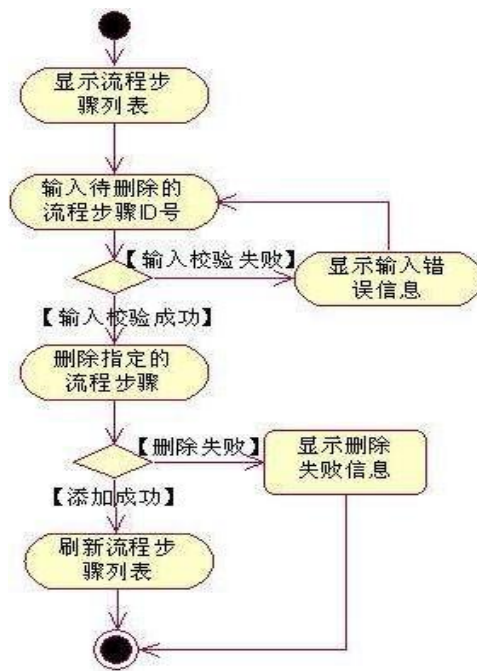 显示流程步
骤列表
输入待删除的
流程步骤ID号
【输入校验失败】
显示输入错
误信息
【输入校验成功】
删除指定的
流程步骤
【删除失败】
显示删除
失败信息
【添加成功】
刷新流程步
骤列表